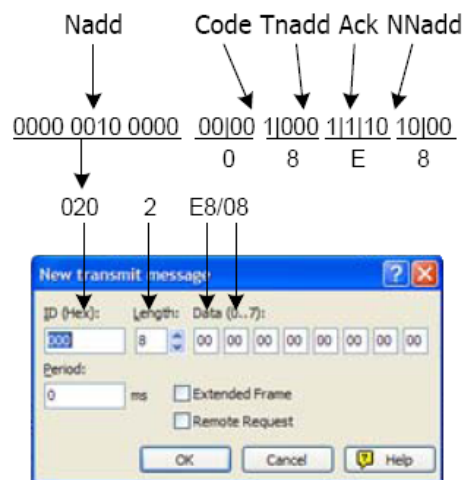 Nadd Code Tnadd Ack NNadd
0000 0010 0000 00|00 1|000 1|1|10 10|00
0 8 E 8
020 2 E8/08
New transmit message
ID (Hex): Length: Data (0..7):
000 8 00 00 00 00 00 00 00 00
Period:
0 ms Extended Frame
Remote Request
OK Cancel Help